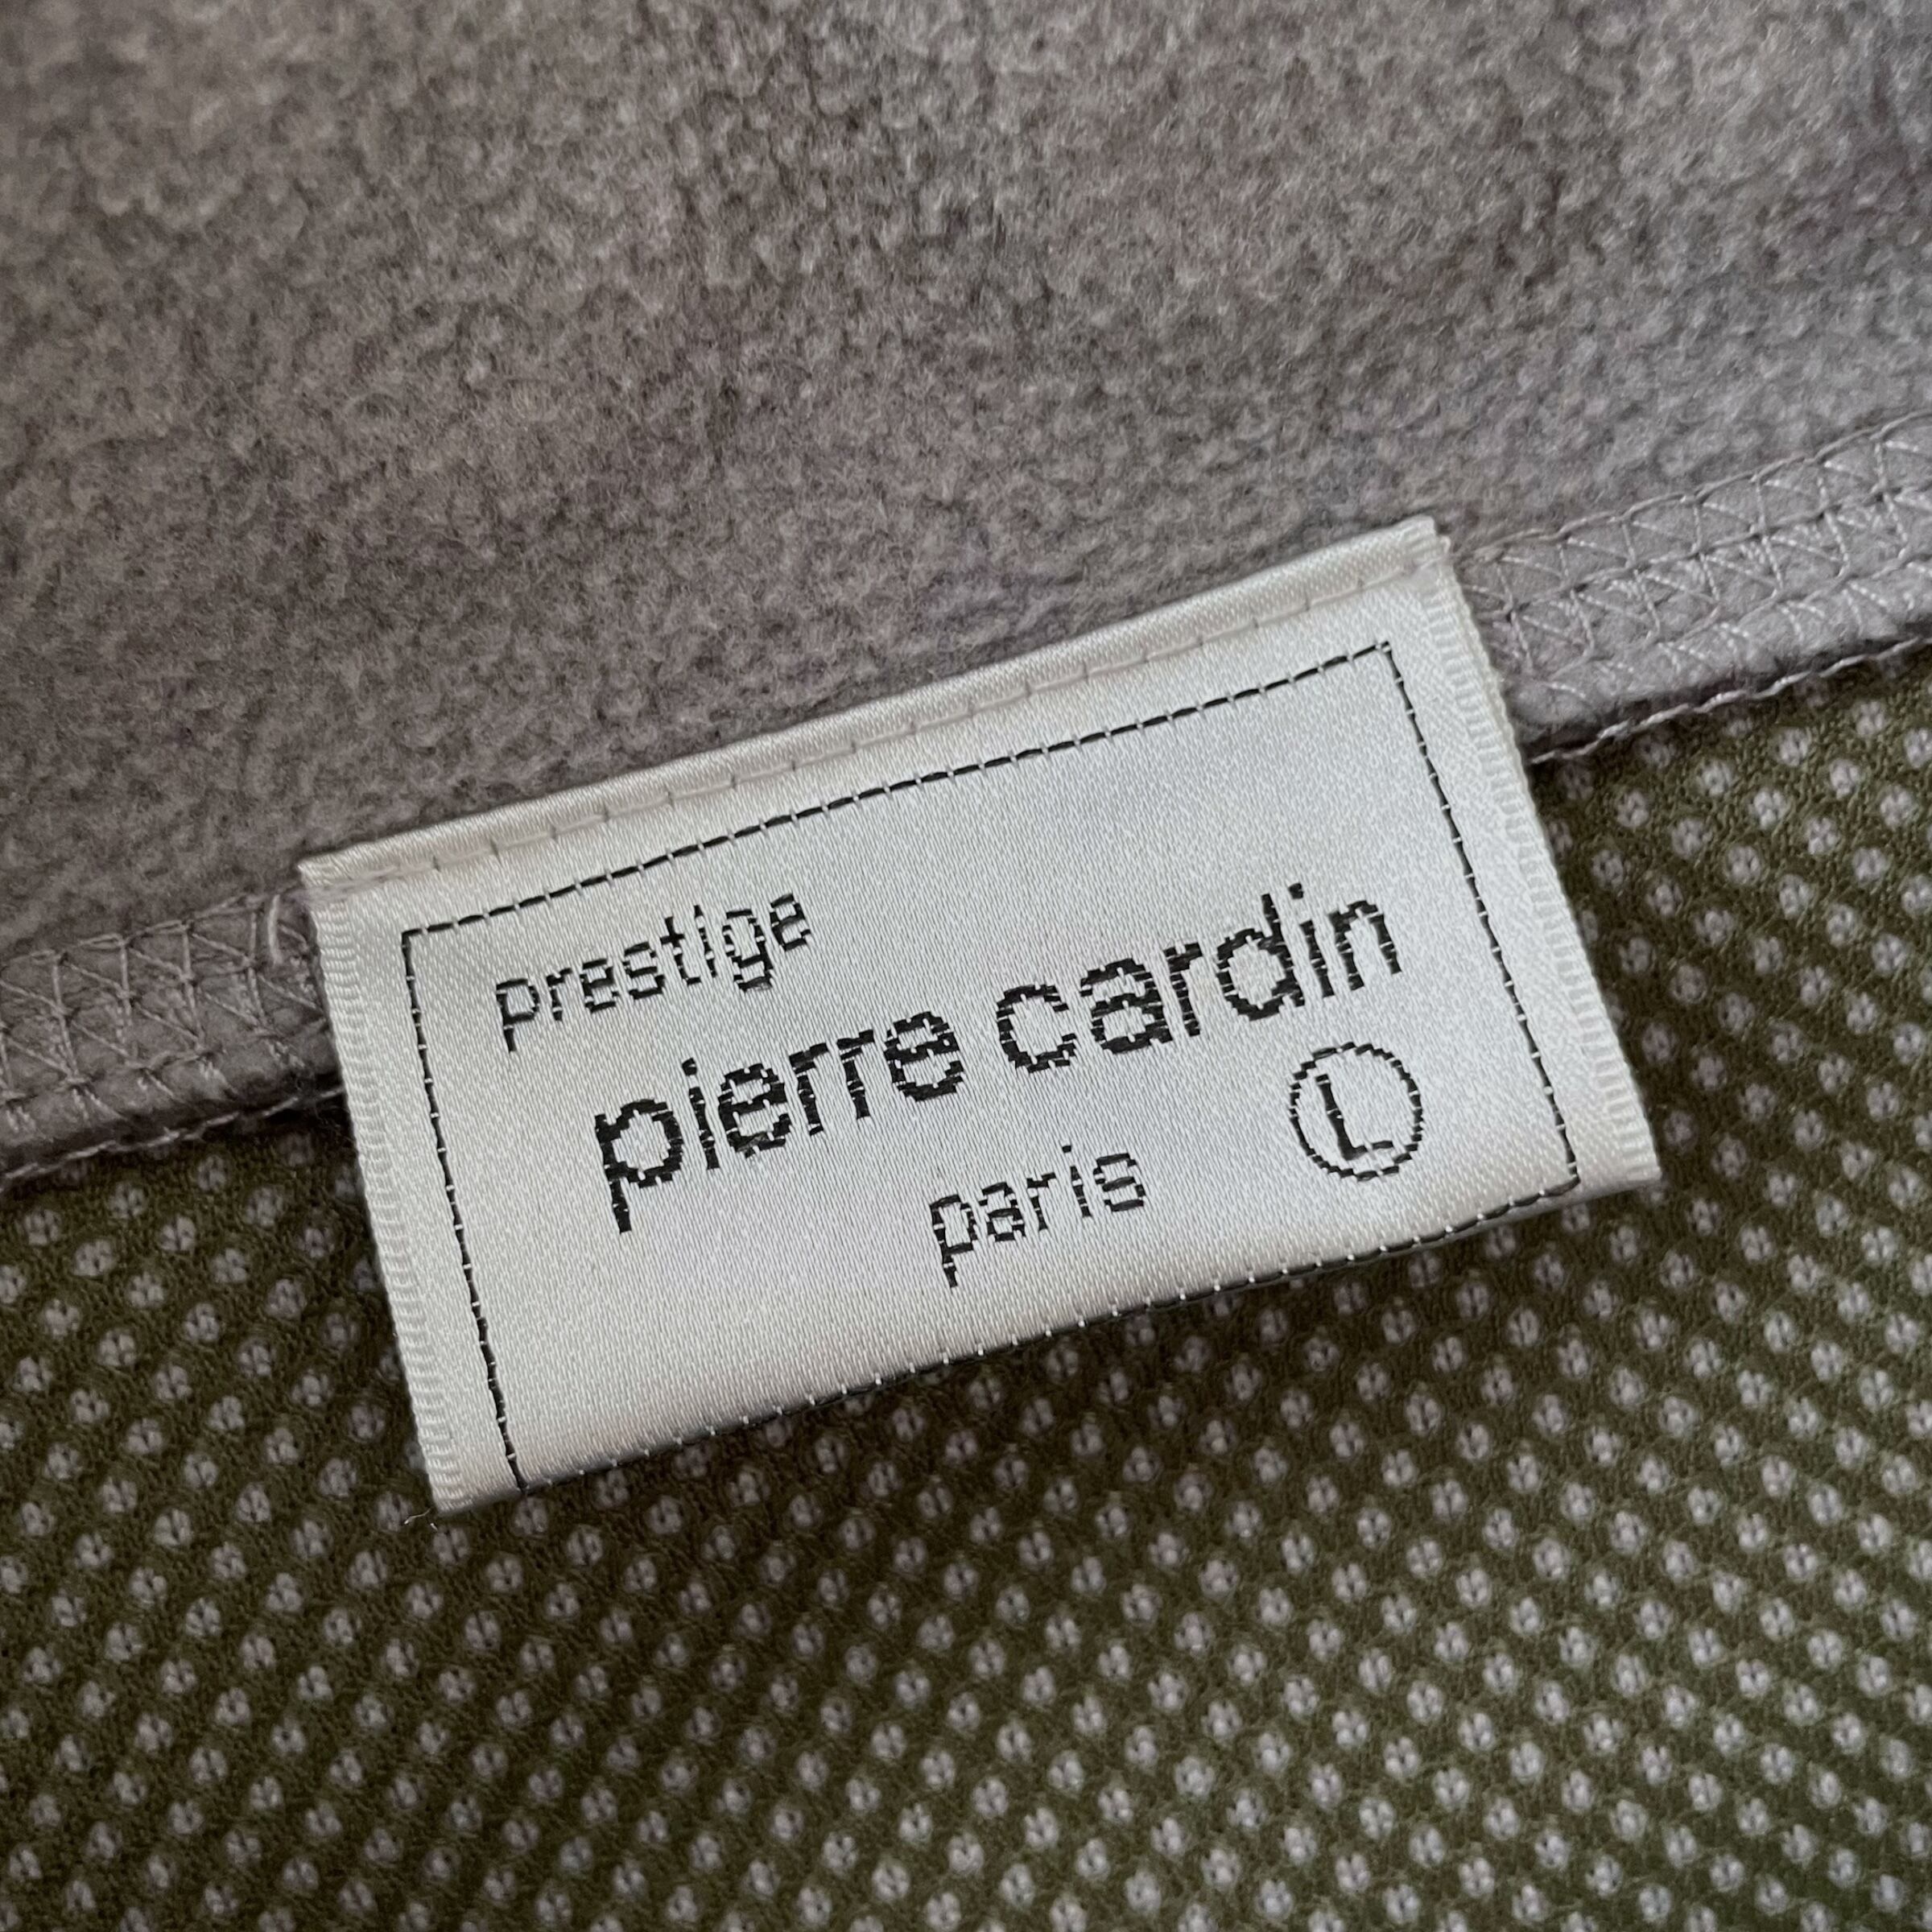 prestige
pierre cardin
paris
L